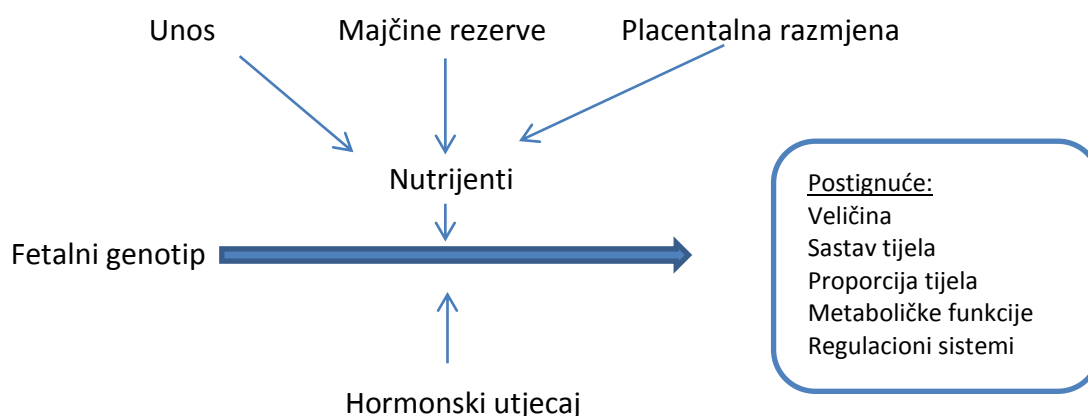 Unos
Majčine rezerve
Placentalna razmjena
Nutrijenti
Fetalni genotip
Hormonski utjecaj
Postignuće:
Veličina
Sastav tijela
Proporcija tijela
Metaboličke funkcije
Regulacioni sistemi